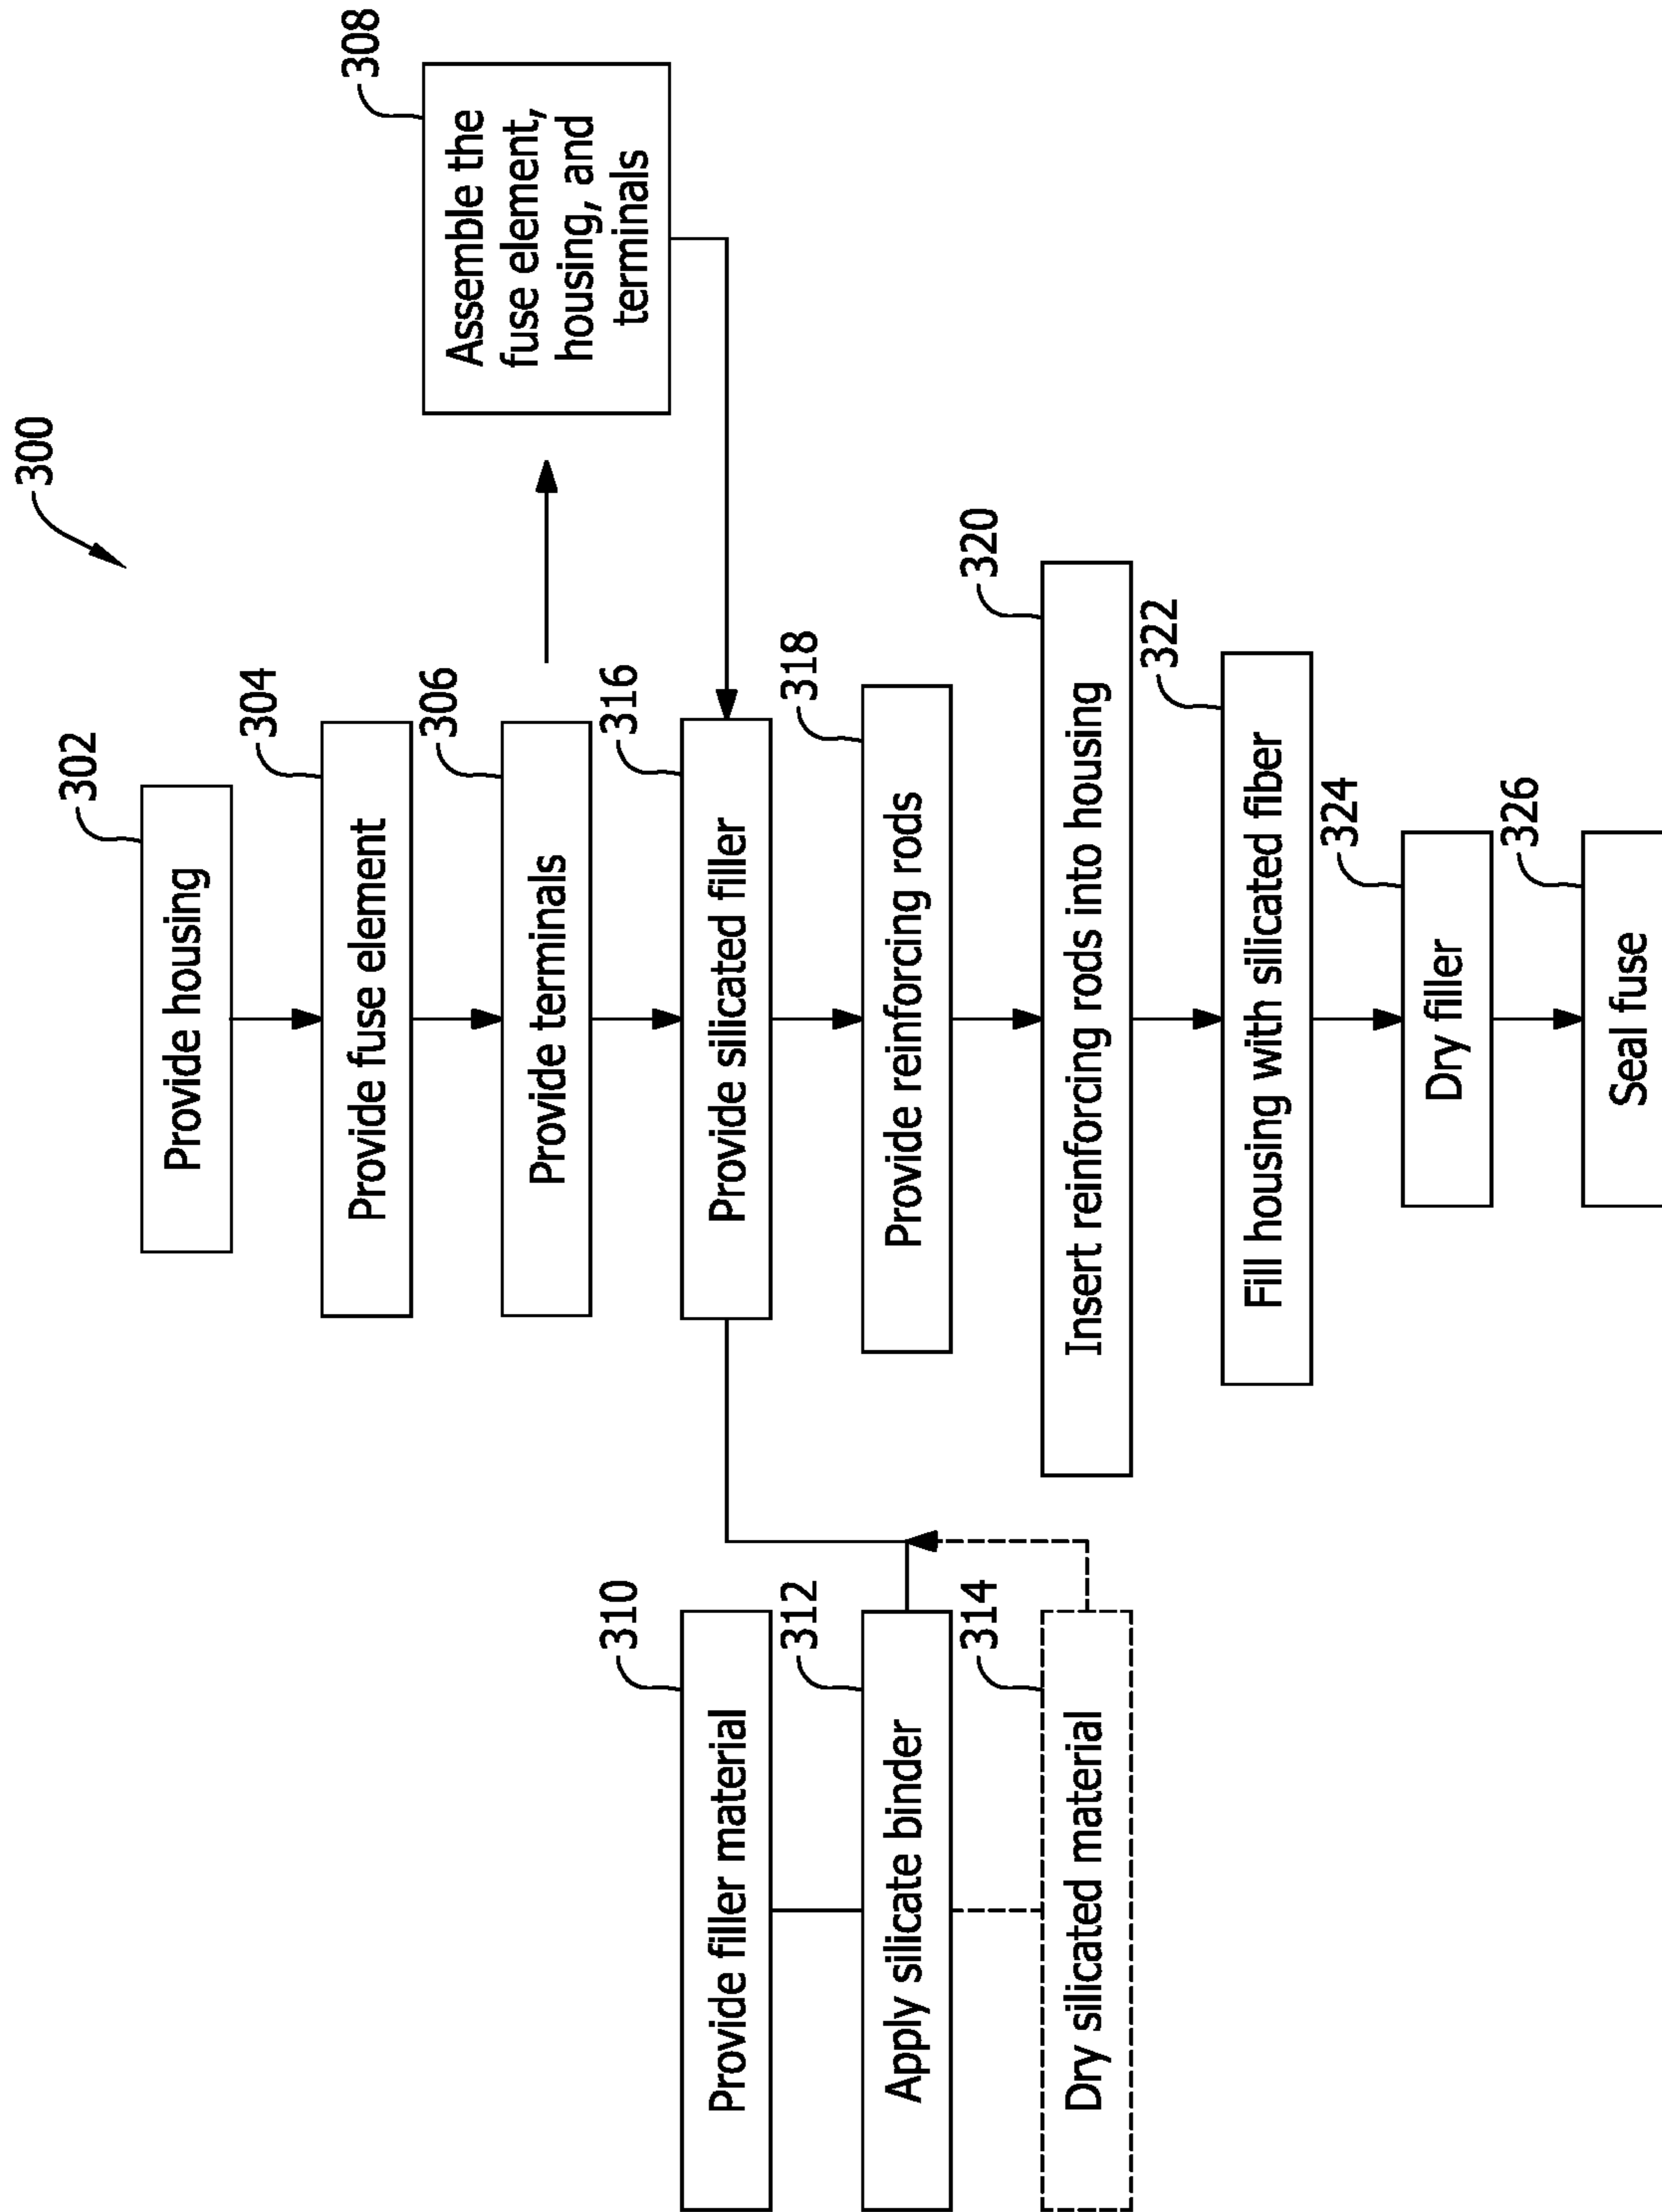 300
302
Provide housing
304
Provide fuse element
306
Provide terminals
308
Assemble the
fuse element,
housing, and
terminals
310
Provide filler material
312
Apply silicate binder
314
Dry silicated material
316
Provide silicated filler
318
Provide reinforcing rods
320
Insert reinforcing rods into housing
322
Fill housing with silicated fiber
324
Dry filler
326
Seal fuse